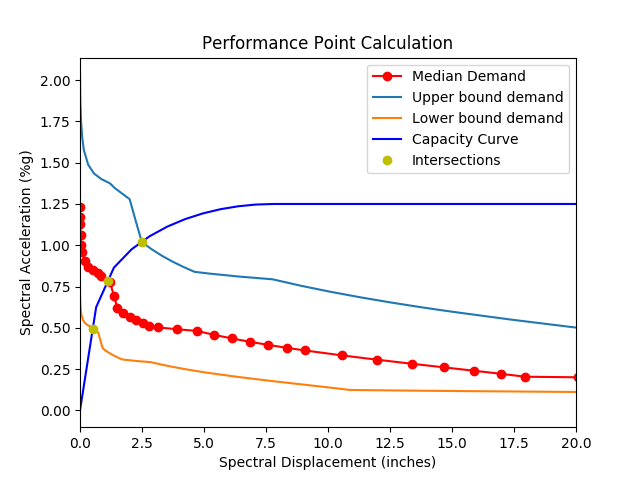 Performance Point Calculation
Median Demand
Upper bound demand
Lower bound demand
Capacity Curve
Intersections
Spectral Acceleration (%g)
2.00
1.75
1.50
1.25
1.00
0.75
0.50
0.25
0.00
0.0 2.5 5.0 7.5 10.0 12.5 15.0 17.5 20.0
Spectral Displacement (inches)